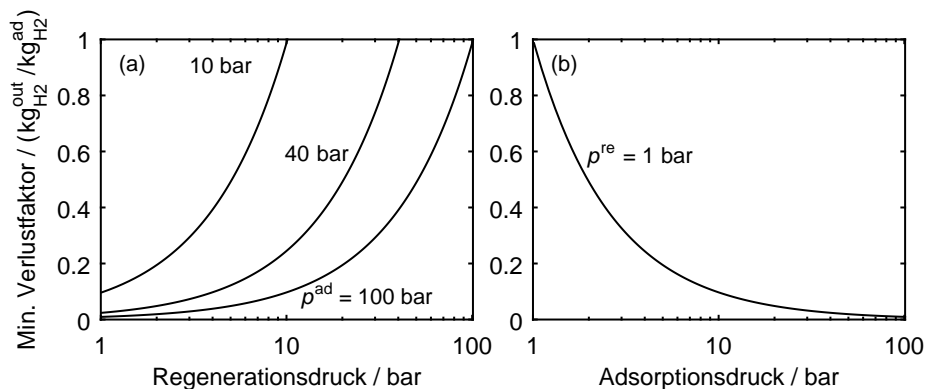 Min. Verlustfaktor / (kg_H2^out /kg_H2^ad)
1
0.8
0.6
0.4
0.2
0
(a)
10 bar
40 bar
p^ad = 100 bar
1
10
100
Regenerationsdruck / bar
1
0.8
0.6
0.4
0.2
0
(b)
p^re = 1 bar
1
10
100
Adsorptionsdruck / bar